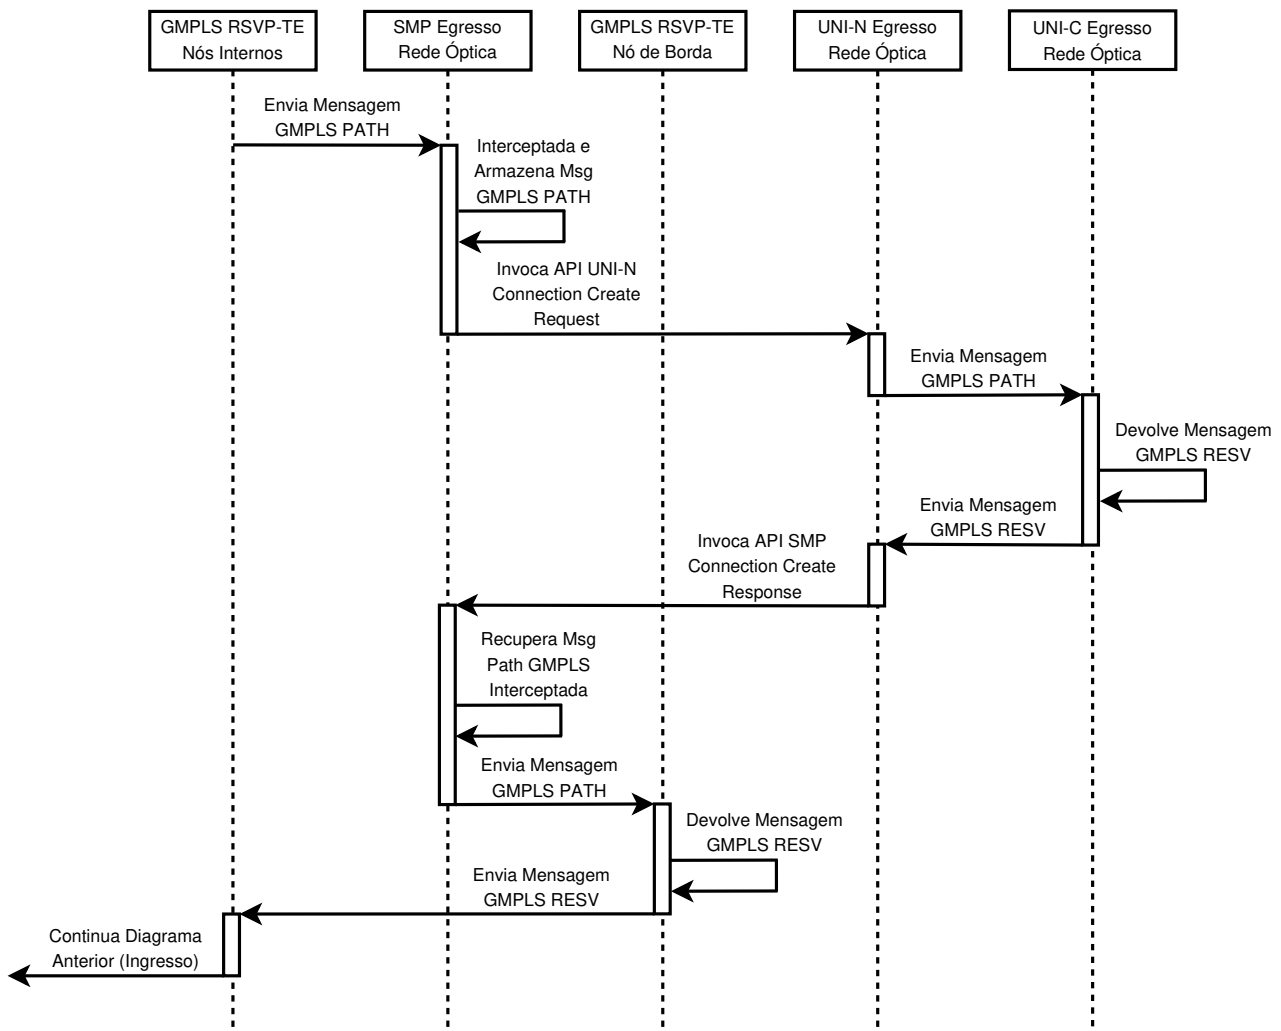 GMPLS RSVP-TE
Nós Internos
SMP Egresso
Rede Óptica
GMPLS RSVP-TE
Nó de Borda
UNI-N Egresso
Rede Óptica
UNI-C Egresso
Rede Óptica
Envia Mensagem
GMPLS PATH
Interceptada e
Armazena Msg
GMPLS PATH
Invoca API UNI-N
Connection Create
Request
Envia Mensagem
GMPLS PATH
Devolve Mensagem
GMPLS RESV
Envia Mensagem
GMPLS RESV
Invoca API SMP
Connection Create
Response
Recupera Msg
Path GMPLS
Interceptada
Envia Mensagem
GMPLS PATH
Devolve Mensagem
GMPLS RESV
Envia Mensagem
GMPLS RESV
Continua Diagrama
Anterior (Ingresso)